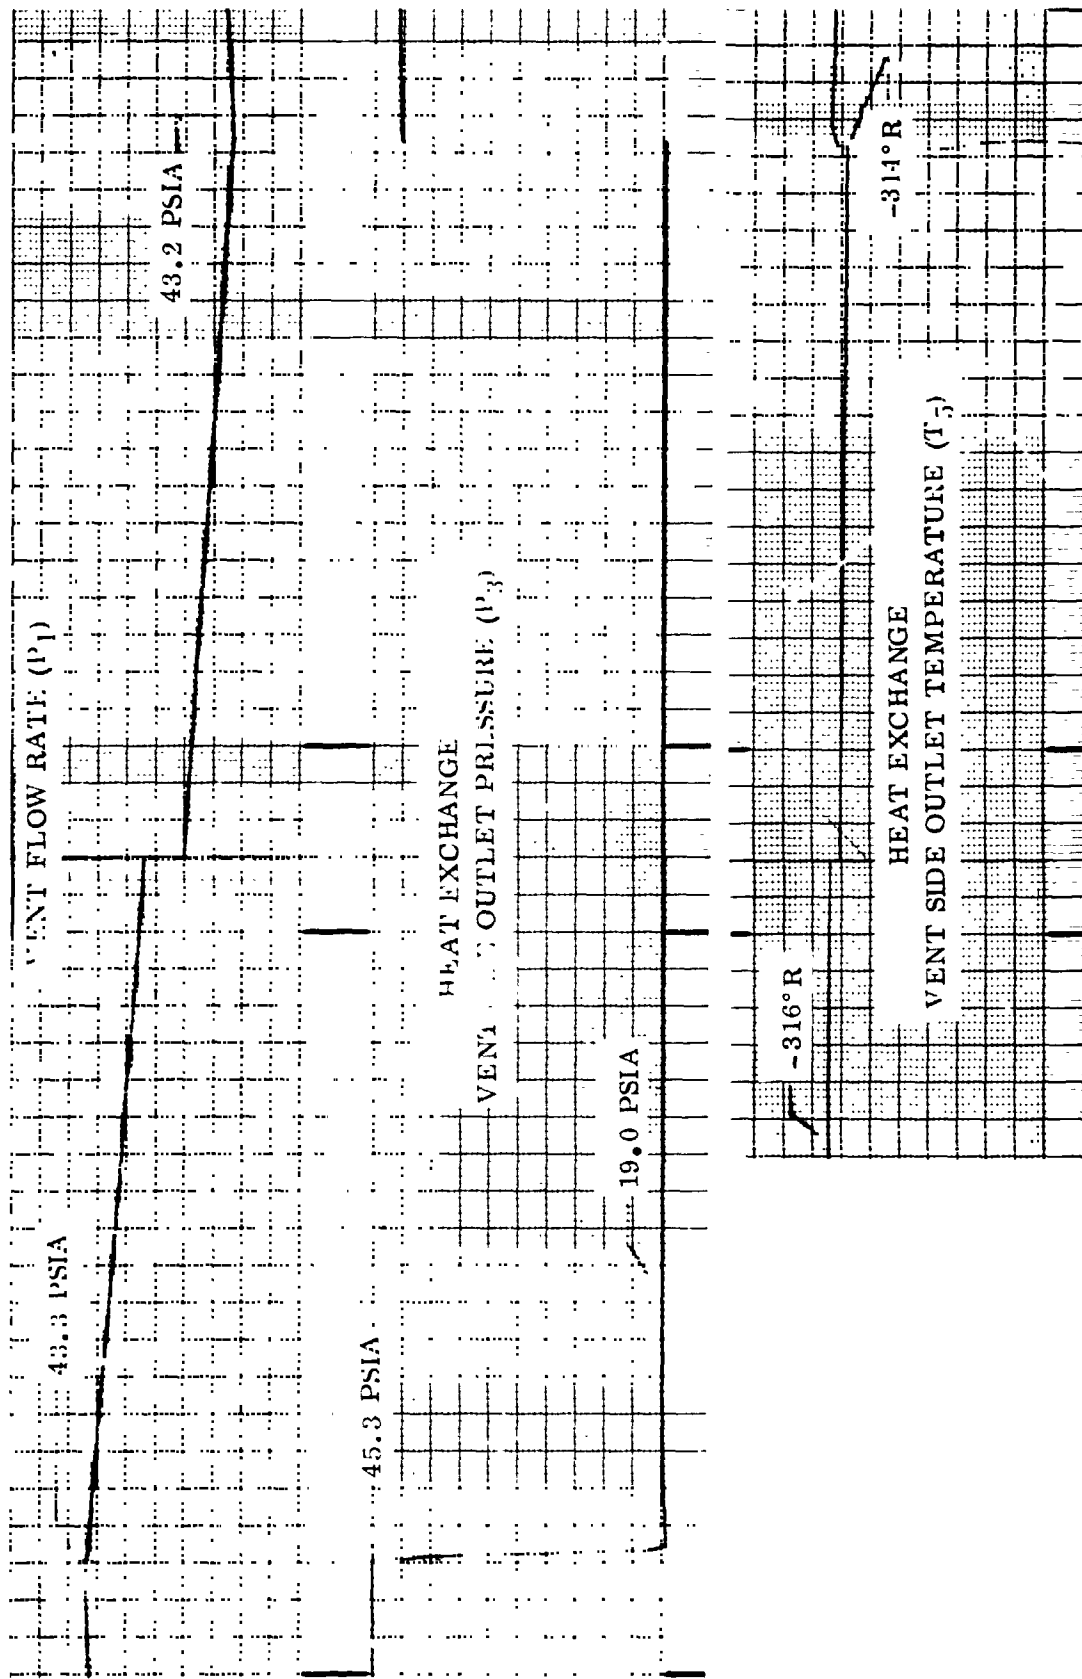 VENT FLOW RATE (P1)
43.3 PSIA
43.2 PSIA
HEAT EXCHANGE
VENT OUTLET PRESSURE (P3)
45.3 PSIA
19.0 PSIA
-316°R
-314°R
HEAT EXCHANGE
VENT SIDE OUTLET TEMPERATURE (T5)